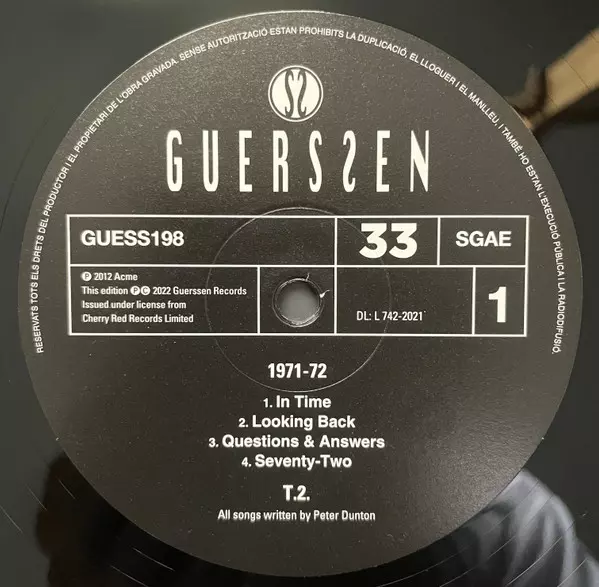 RESERVATS TOTS ELS DRETS DEL PRODUCTOR I EL PROPIETARI DE L'OBRA GRAVADA. SENSE AUTORITZACIÓ ESTAN PROHIBITS LA DUPLICACIÓ, EL LLOGUER I EL MANLLEU, I TAMBÉ HO ESTAN L'EXECUCIÓ PÚBLICA I LA RADIODIFUSIÓ.
GUERSSEN
GUESS198
33
SGAE
℗ 2012 Acme
This edition ℗ © 2022 Guerssen Records
Issued under license from
Cherry Red Records Limited
DL: L 742-2021
1
1971-72
1. In Time
2. Looking Back
3. Questions & Answers
4. Seventy-Two
T.2.
All songs written by Peter Dunton